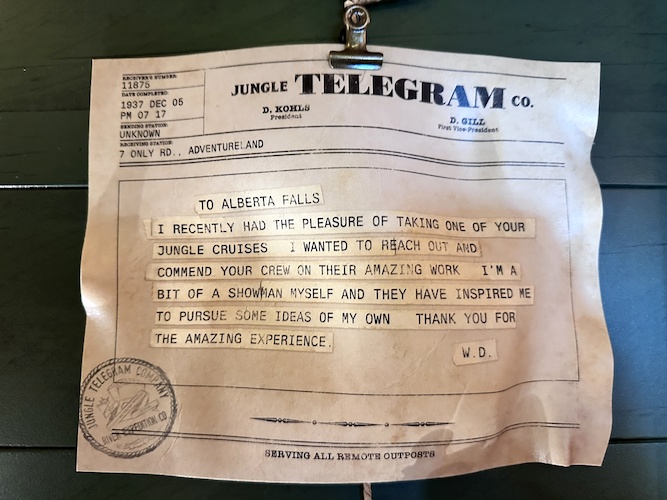 RECEIVER'S NUMBER:
11875
DATE COMPLETED:
1937 DEC 05
PM 07 17
SENDING STATION:
UNKNOWN
RECEIVING STATION:
7 ONLY RD., ADVENTURELAND
JUNGLE TELEGRAM CO.
D. KOHLS
President
D. GILL
First Vice-President
TO ALBERTA FALLS
I RECENTLY HAD THE PLEASURE OF TAKING ONE OF YOUR
JUNGLE CRUISES I WANTED TO REACH OUT AND
COMMEND YOUR CREW ON THEIR AMAZING WORK I'M A
BIT OF A SHOWMAN MYSELF AND THEY HAVE INSPIRED ME
TO PURSUE SOME IDEAS OF MY OWN THANK YOU FOR
THE AMAZING EXPERIENCE.
W.D.
JUNGLE TELEGRAM COMPANY
RIVER EXPEDITION CO
SERVING ALL REMOTE OUTPOSTS